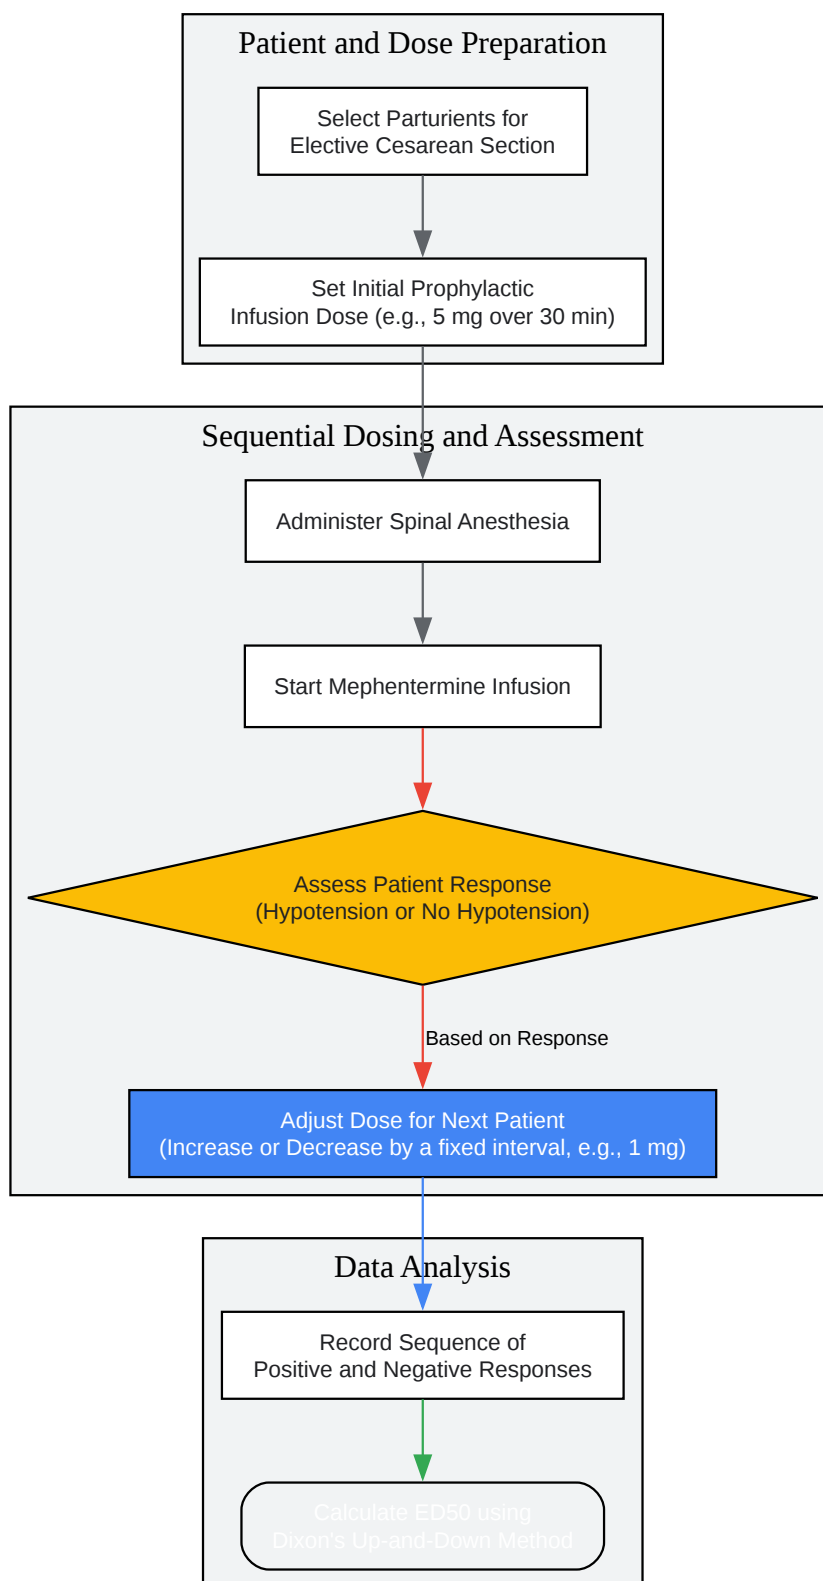 Patient and Dose Preparation
Select Parturients for
Elective Cesarean Section
Set Initial Prophylactic
Infusion Dose (e.g., 5 mg over 30 min)
Sequential Dosing and Assessment
Administer Spinal Anesthesia
Start Mephentermine Infusion
Assess Patient Response
(Hypotension or No Hypotension)
Based on Response
Adjust Dose for Next Patient
(Increase or Decrease by a fixed interval, e.g., 1 mg)
Data Analysis
Record Sequence of
Positive and Negative Responses
Calculate ED50 using
Dixon's Up-and-Down Method